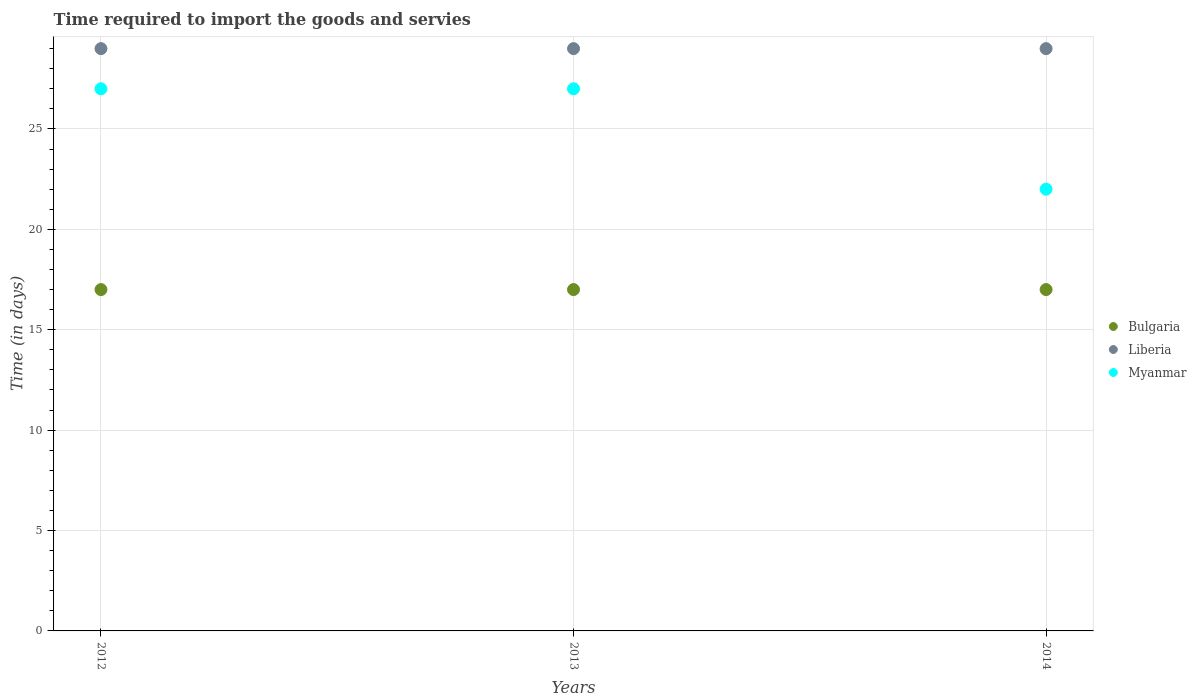 Time required to import the goods and servies
Time (in days)
25
20
15
10
5
0
2012
2013
2014
Years
Bulgaria
Liberia
Myanmar